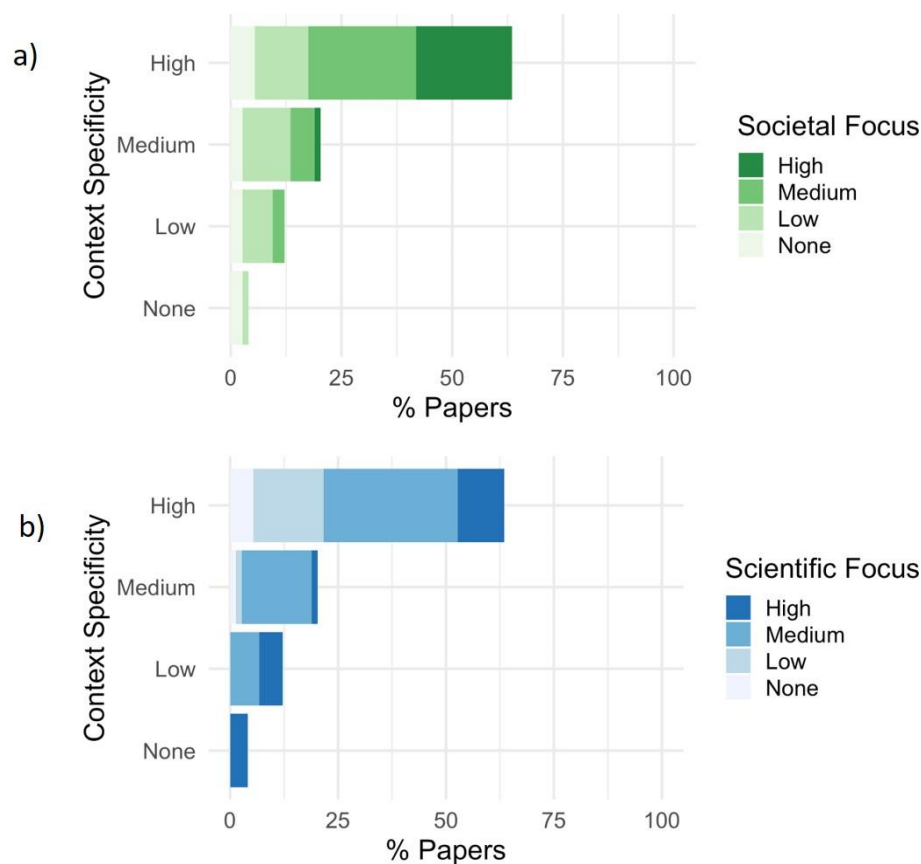 a)
Context Specificity
High
Medium
Low
None
0 25 50 75 100
% Papers
Societal Focus
High
Medium
Low
None
b)
Context Specificity
High
Medium
Low
None
0 25 50 75 100
% Papers
Scientific Focus
High
Medium
Low
None